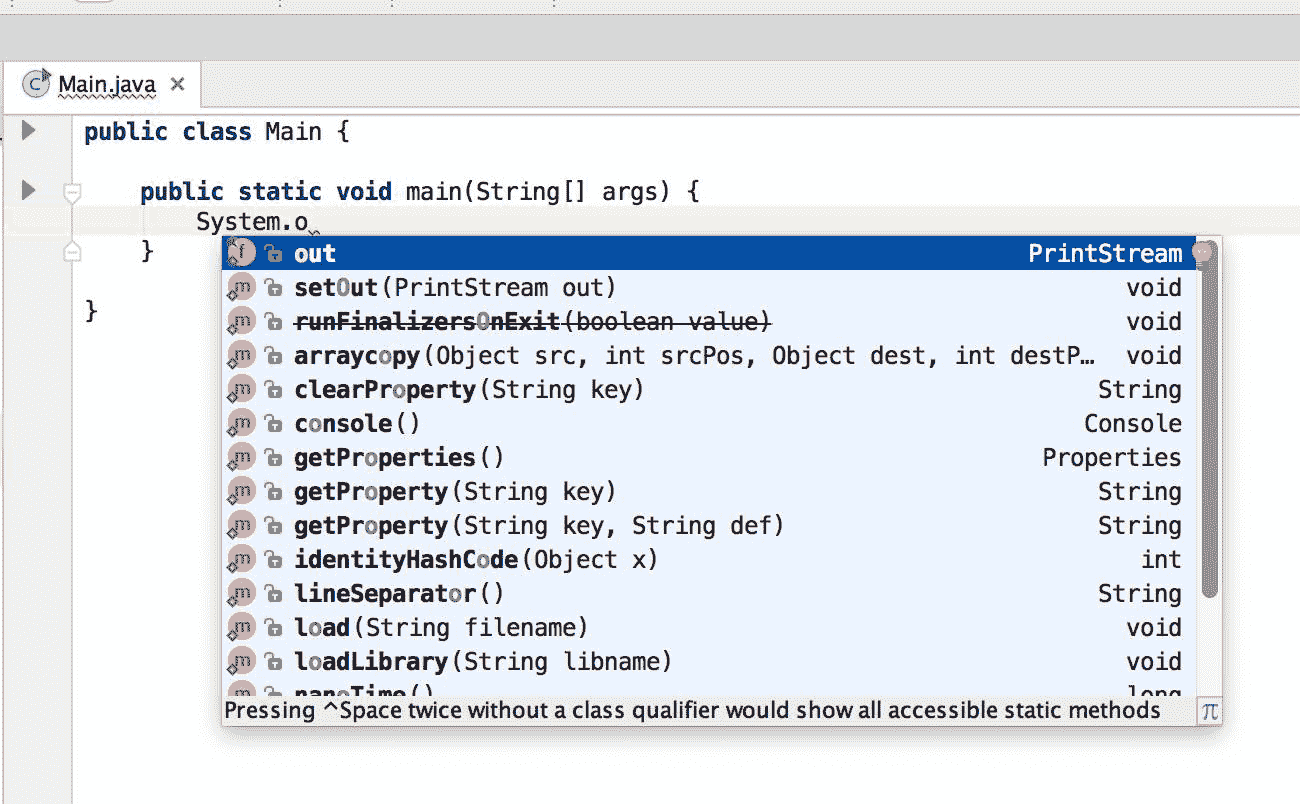 Main.java
public class Main {
public static void main(String[] args) {
System.o
}
}
out PrintStream
setOut(PrintStream out) void
runFinalizersOnExit(boolean value) void
arraycopy(Object src, int srcPos, Object dest, int destP… void
clearProperty(String key) String
console() Console
getProperties() Properties
getProperty(String key) String
getProperty(String key, String def) String
identityHashCode(Object x) int
lineSeparator() String
load(String filename) void
loadLibrary(String libname) void
nanoTime() long
Pressing ^Space twice without a class qualifier would show all accessible static methods π